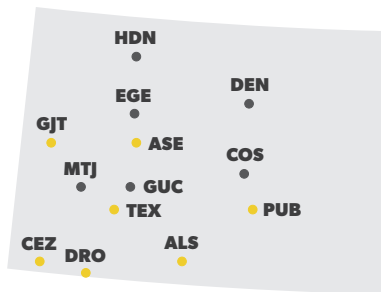 HDN
DEN
EGE
GJT
ASE
COS
MTJ
GUC
TEX
PUB
CEZ
DRO
ALS